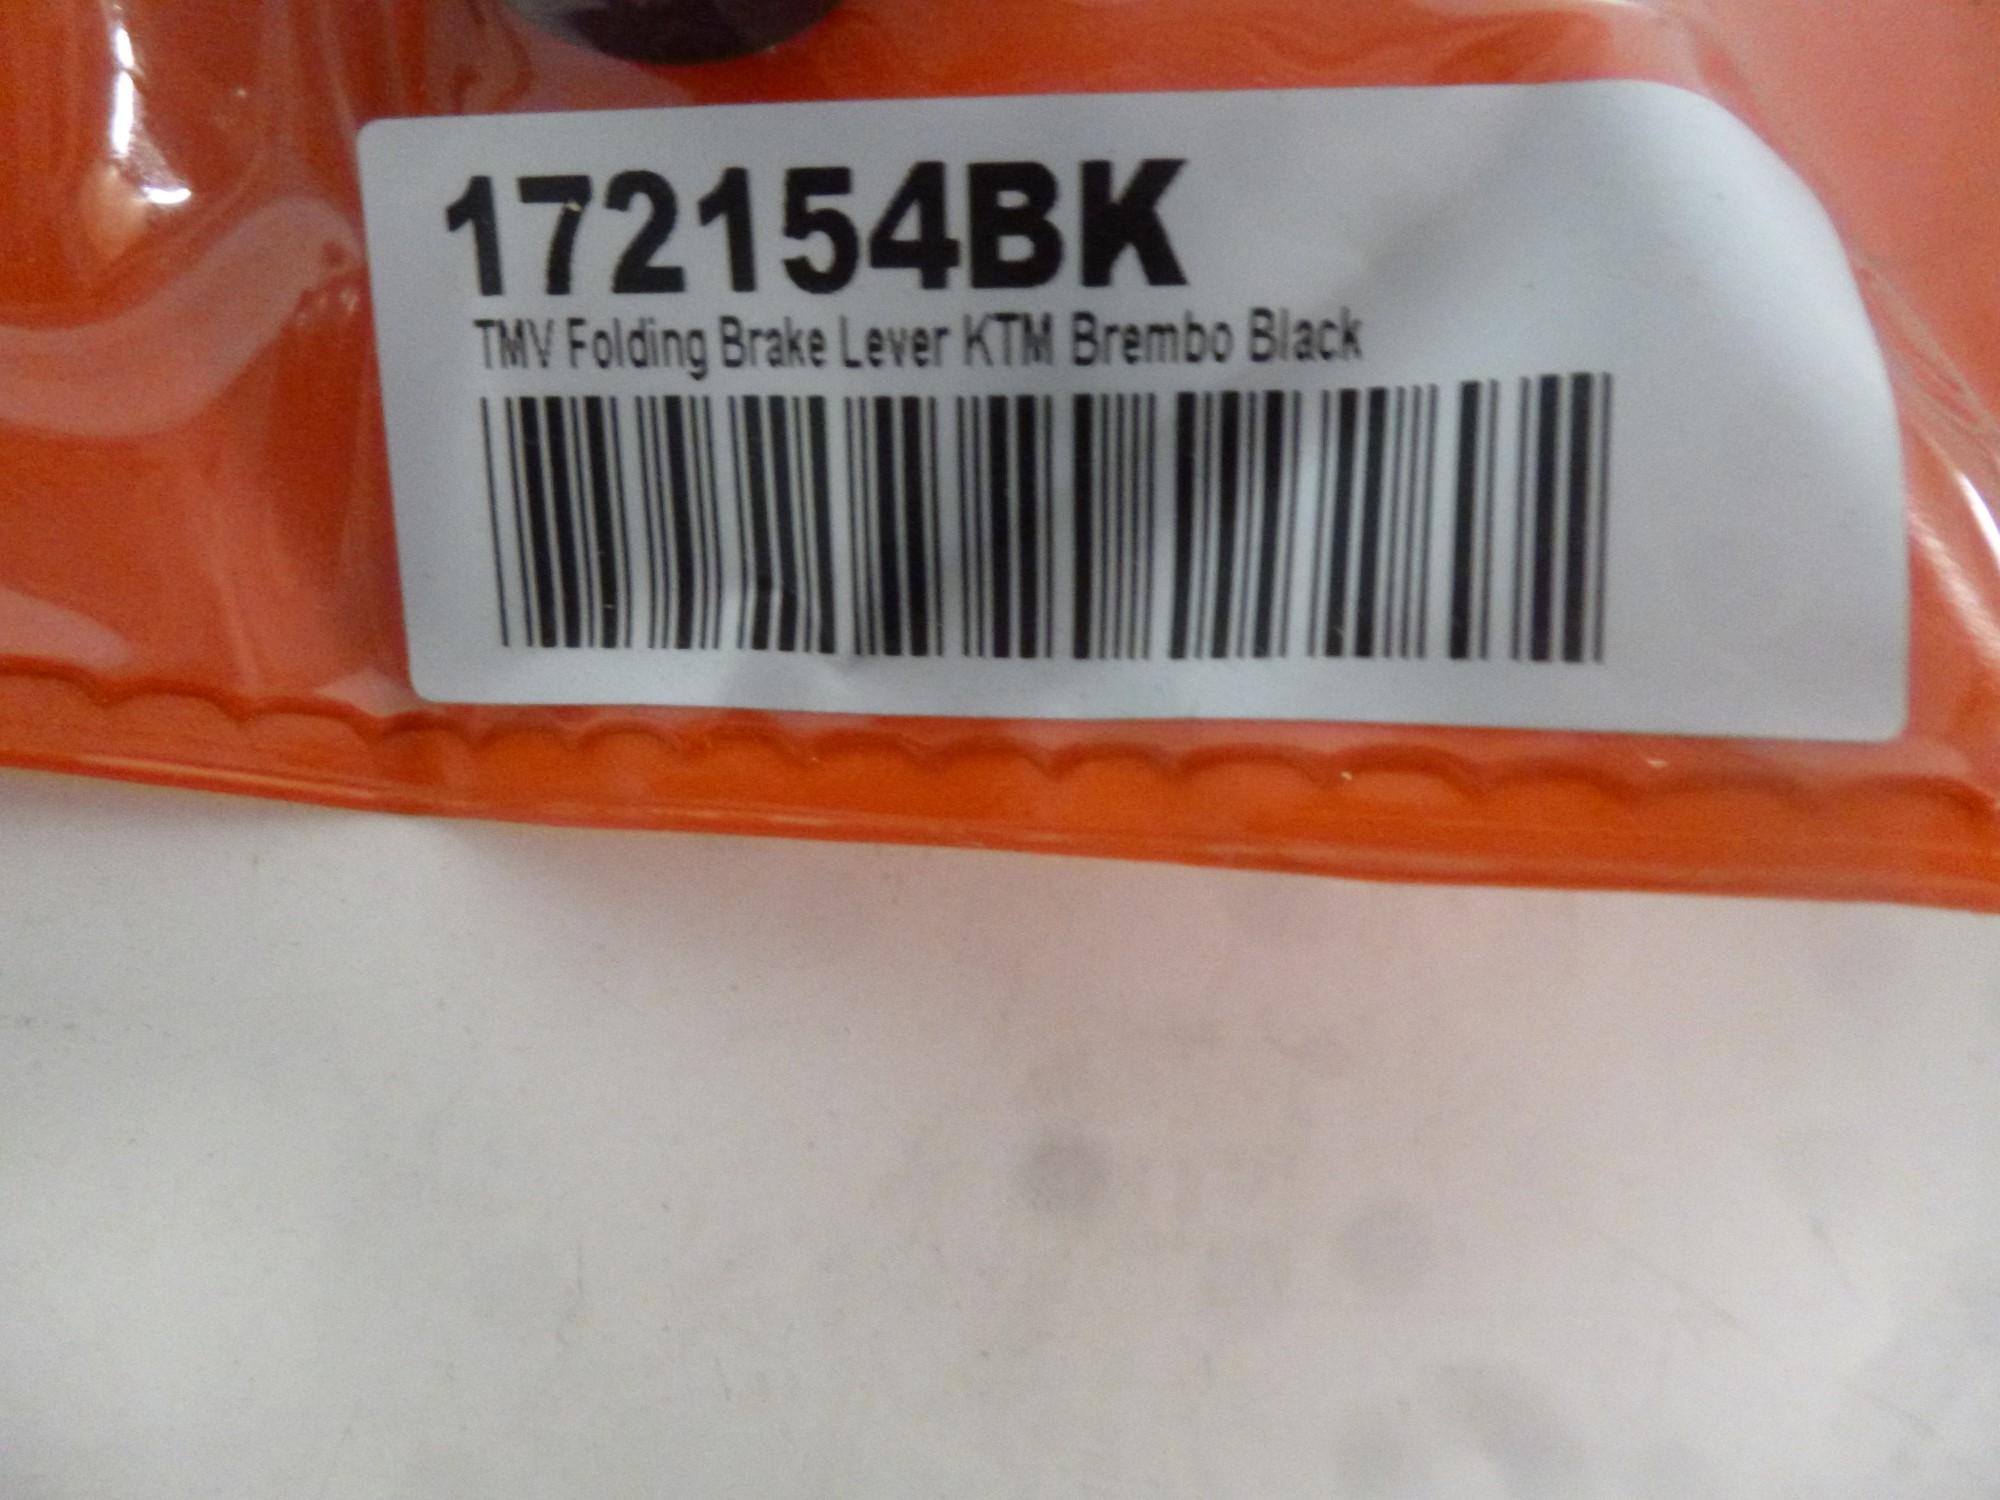 172154BK
TMV Folding Brake Lever KTM Brembo Black